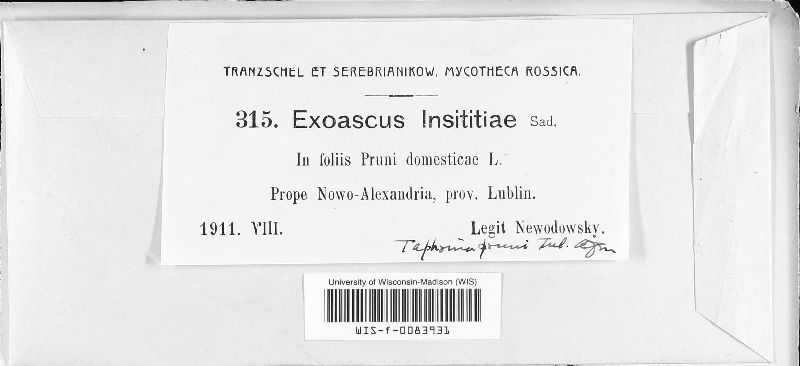 TRANZSCHEL ET SEREBRIANIKOW, MYCOTHECA ROSSICA.
315. Exoascus Insititiae Sad.
In foliis Pruni domesticae L.
Prope Nowo-Alexandria, prov. Lublin.
1911. VIII. Legit Newodowsky.
Taphrina pruni Tul.
University of Wisconsin-Madison (WIS)
WIS-f-0083931